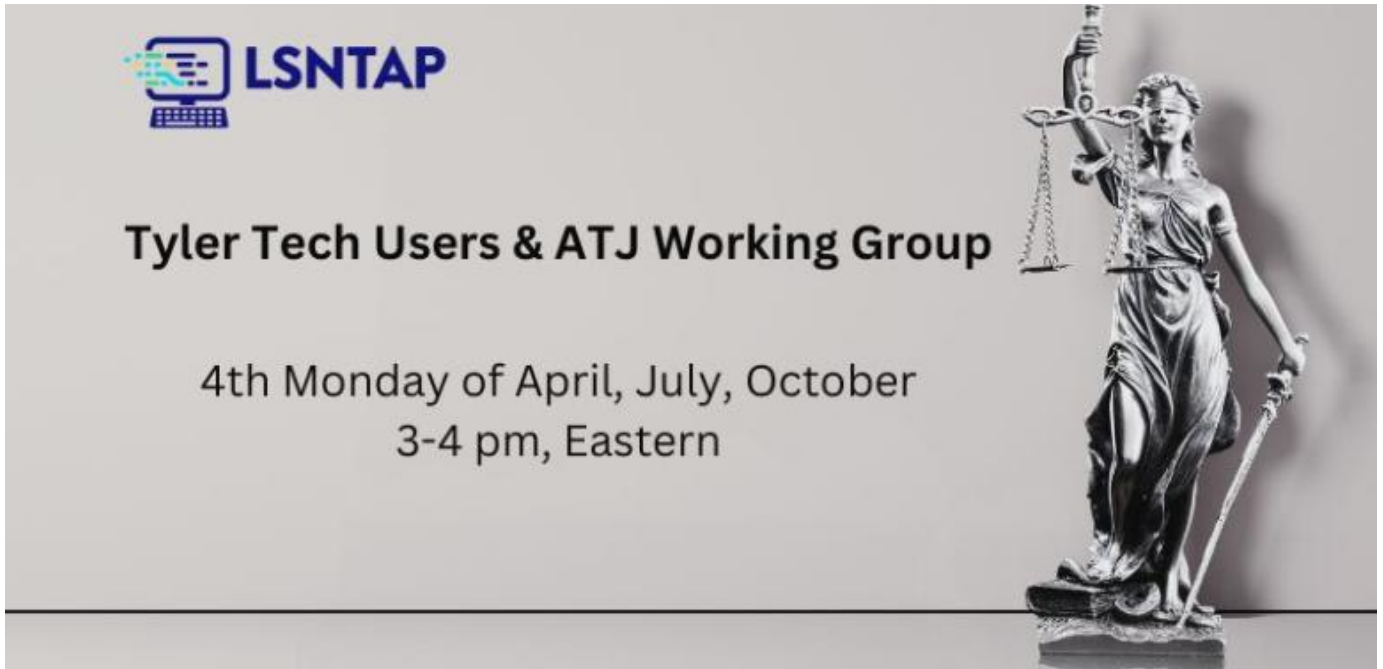 LSNTAP
Tyler Tech Users & ATJ Working Group
4th Monday of April, July, October
3-4 pm, Eastern